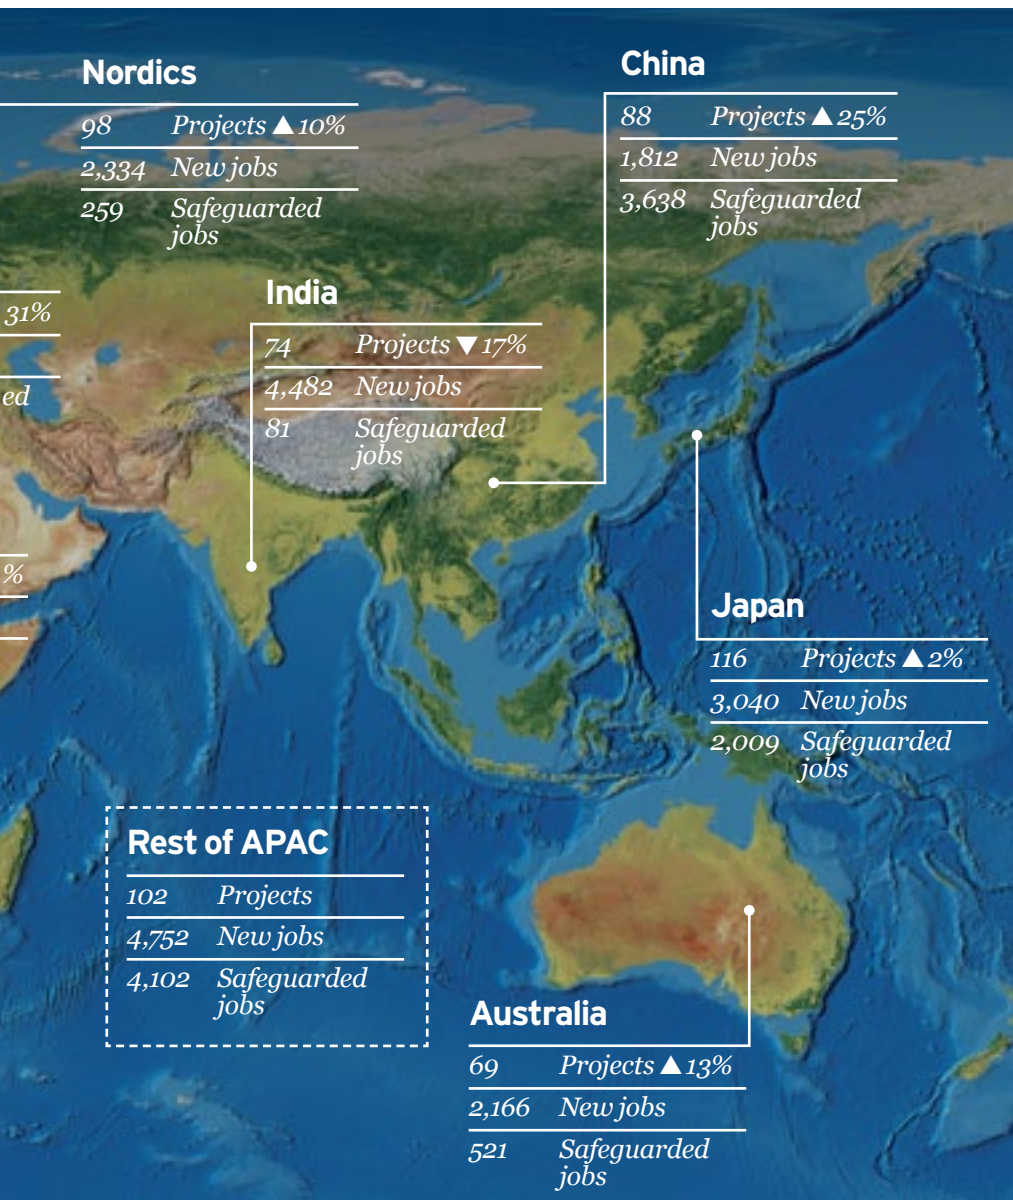 Nordics
98 Projects ▲ 10%
2,334 New jobs
259 Safeguarded
jobs
China
88 Projects ▲ 25%
1,812 New jobs
3,638 Safeguarded
jobs
31%
ed
India
74 Projects ▼ 17%
4,482 New jobs
81 Safeguarded
jobs
%
Japan
116 Projects ▲ 2%
3,040 New jobs
2,009 Safeguarded
jobs
Rest of APAC
102 Projects
4,752 New jobs
4,102 Safeguarded
jobs
Australia
69 Projects ▲ 13%
2,166 New jobs
521 Safeguarded
jobs